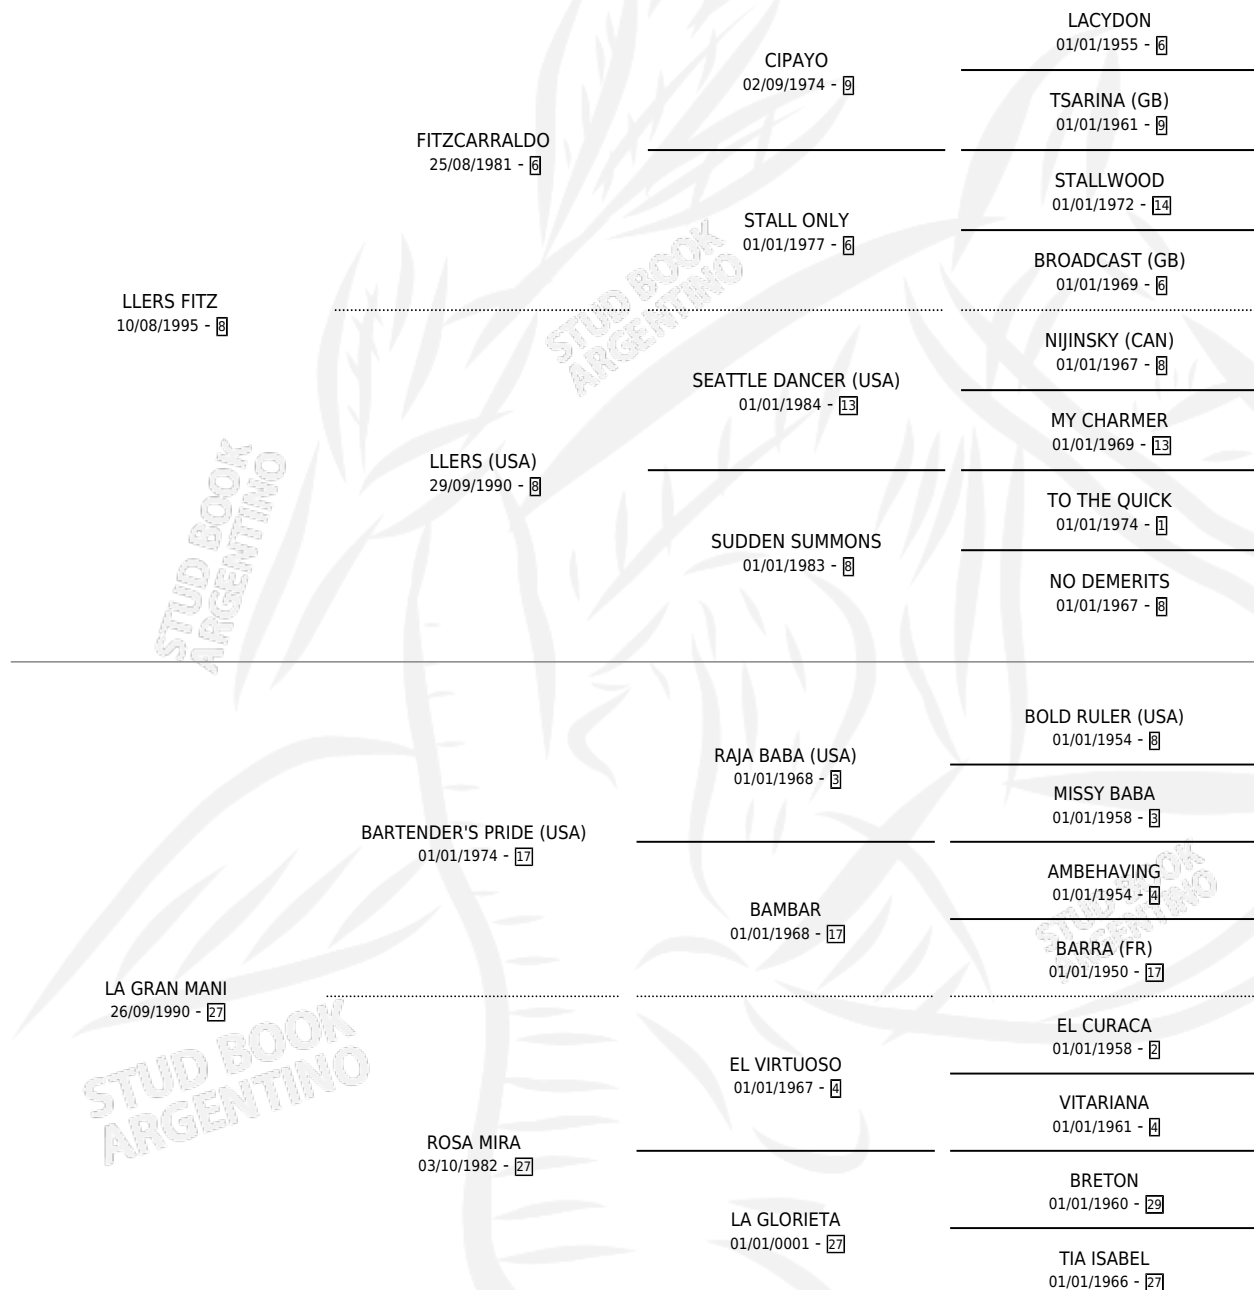 LACYDON
01/01/1955 - 6
CIPAYO
02/09/1974 - 9
TSARINA (GB)
01/01/1961 - 9
FITZCARRALDO
25/08/1981 - 6
STALLWOOD
01/01/1972 - 14
STALL ONLY
01/01/1977 - 6
BROADCAST (GB)
01/01/1969 - 6
LLERS FITZ
10/08/1995 - 8
NIJINSKY (CAN)
01/01/1967 - 8
SEATTLE DANCER (USA)
01/01/1984 - 13
MY CHARMER
01/01/1969 - 13
LLERS (USA)
29/09/1990 - 8
TO THE QUICK
01/01/1974 - 1
SUDDEN SUMMONS
01/01/1983 - 8
NO DEMERITS
01/01/1967 - 8
BOLD RULER (USA)
01/01/1954 - 8
RAJA BABA (USA)
01/01/1968 - 3
MISSY BABA
01/01/1958 - 3
BARTENDER'S PRIDE (USA)
01/01/1974 - 17
AMBEHAVING
01/01/1954 - 4
BAMBAR
01/01/1968 - 17
BARRA (FR)
01/01/1950 - 17
LA GRAN MANI
26/09/1990 - 27
EL CURACA
01/01/1958 - 2
EL VIRTUOSO
01/01/1967 - 4
VITARIANA
01/01/1961 - 4
ROSA MIRA
03/10/1982 - 27
BRETON
01/01/1960 - 29
LA GLORIETA
01/01/0001 - 27
TIA ISABEL
01/01/1966 - 27
STUD BOOK
ARGENTINO
STUD BOOK
ARGENTINO
STUD BOOK
ARGENTINO
STUD BOOK
ARGENTINO